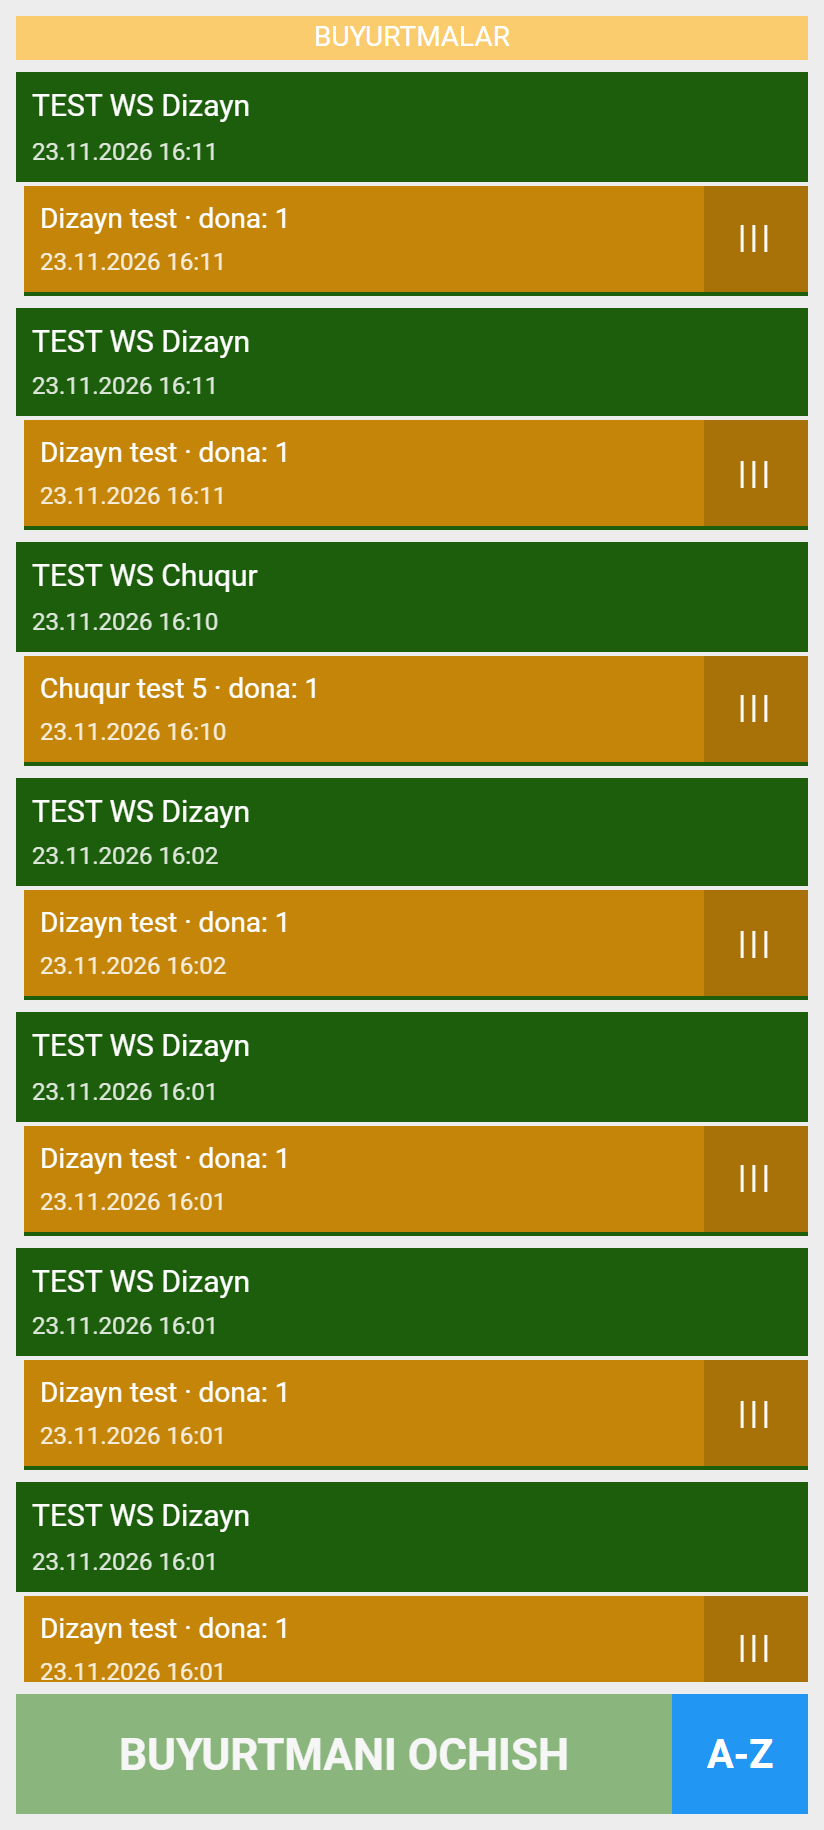 BUYURTMALAR
TEST WS Dizayn
23.11.2026 16:11
Dizayn test · dona: 1
23.11.2026 16:11
|||
TEST WS Dizayn
23.11.2026 16:11
Dizayn test · dona: 1
23.11.2026 16:11
|||
TEST WS Chuqur
23.11.2026 16:10
Chuqur test 5 · dona: 1
23.11.2026 16:10
|||
TEST WS Dizayn
23.11.2026 16:02
Dizayn test · dona: 1
23.11.2026 16:02
|||
TEST WS Dizayn
23.11.2026 16:01
Dizayn test · dona: 1
23.11.2026 16:01
|||
TEST WS Dizayn
23.11.2026 16:01
Dizayn test · dona: 1
23.11.2026 16:01
|||
TEST WS Dizayn
23.11.2026 16:01
Dizayn test · dona: 1
23.11.2026 16:01
|||
BUYURTMANI OCHISH
A-Z